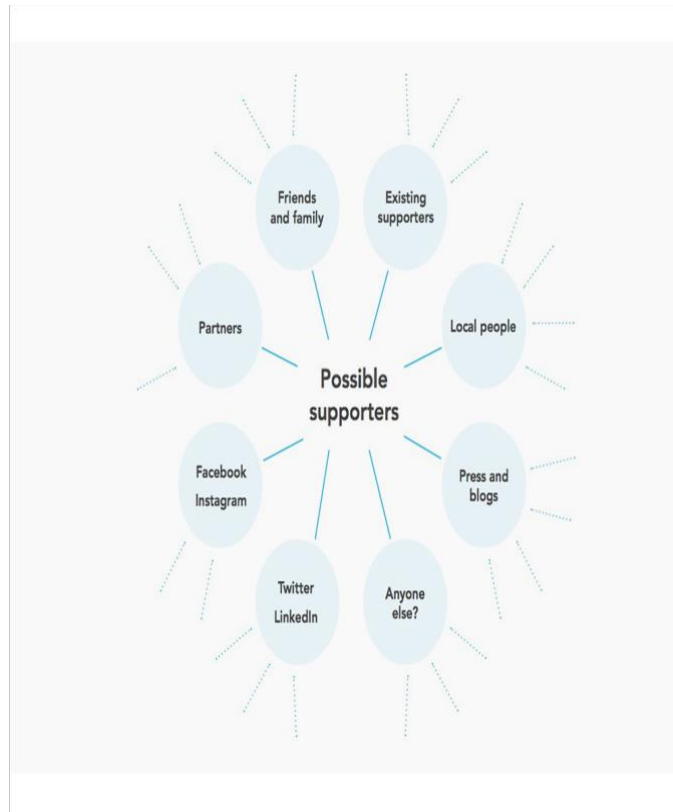 Friends
and family
Existing
supporters
Partners
Local people
Possible
supporters
Facebook
Instagram
Press and
blogs
Twitter
LinkedIn
Anyone
else?